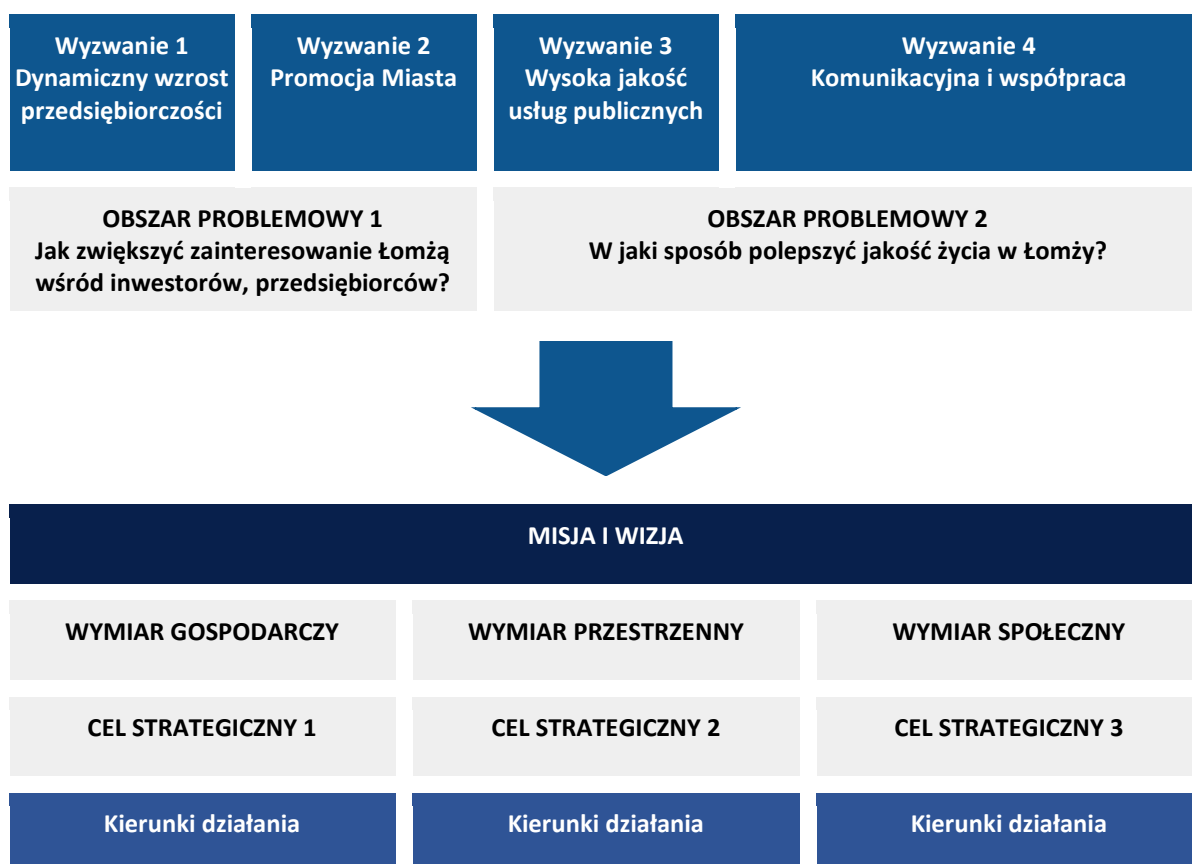 Wyzwanie 1
Dynamiczny wzrost
przedsiębiorczości
Wyzwanie 2
Promocja Miasta
Wyzwanie 3
Wysoka jakość
usług publicznych
Wyzwanie 4
Komunikacyjna i współpraca
OBSZAR PROBLEMOWY 1
Jak zwiększyć zainteresowanie Łomżą
wśród inwestorów, przedsiębiorców?
OBSZAR PROBLEMOWY 2
W jaki sposób polepszyć jakość życia w Łomży?
MISJA I WIZJA
WYMIAR GOSPODARCZY
WYMIAR PRZESTRZENNY
WYMIAR SPOŁECZNY
CEL STRATEGICZNY 1
CEL STRATEGICZNY 2
CEL STRATEGICZNY 3
Kierunki działania
Kierunki działania
Kierunki działania